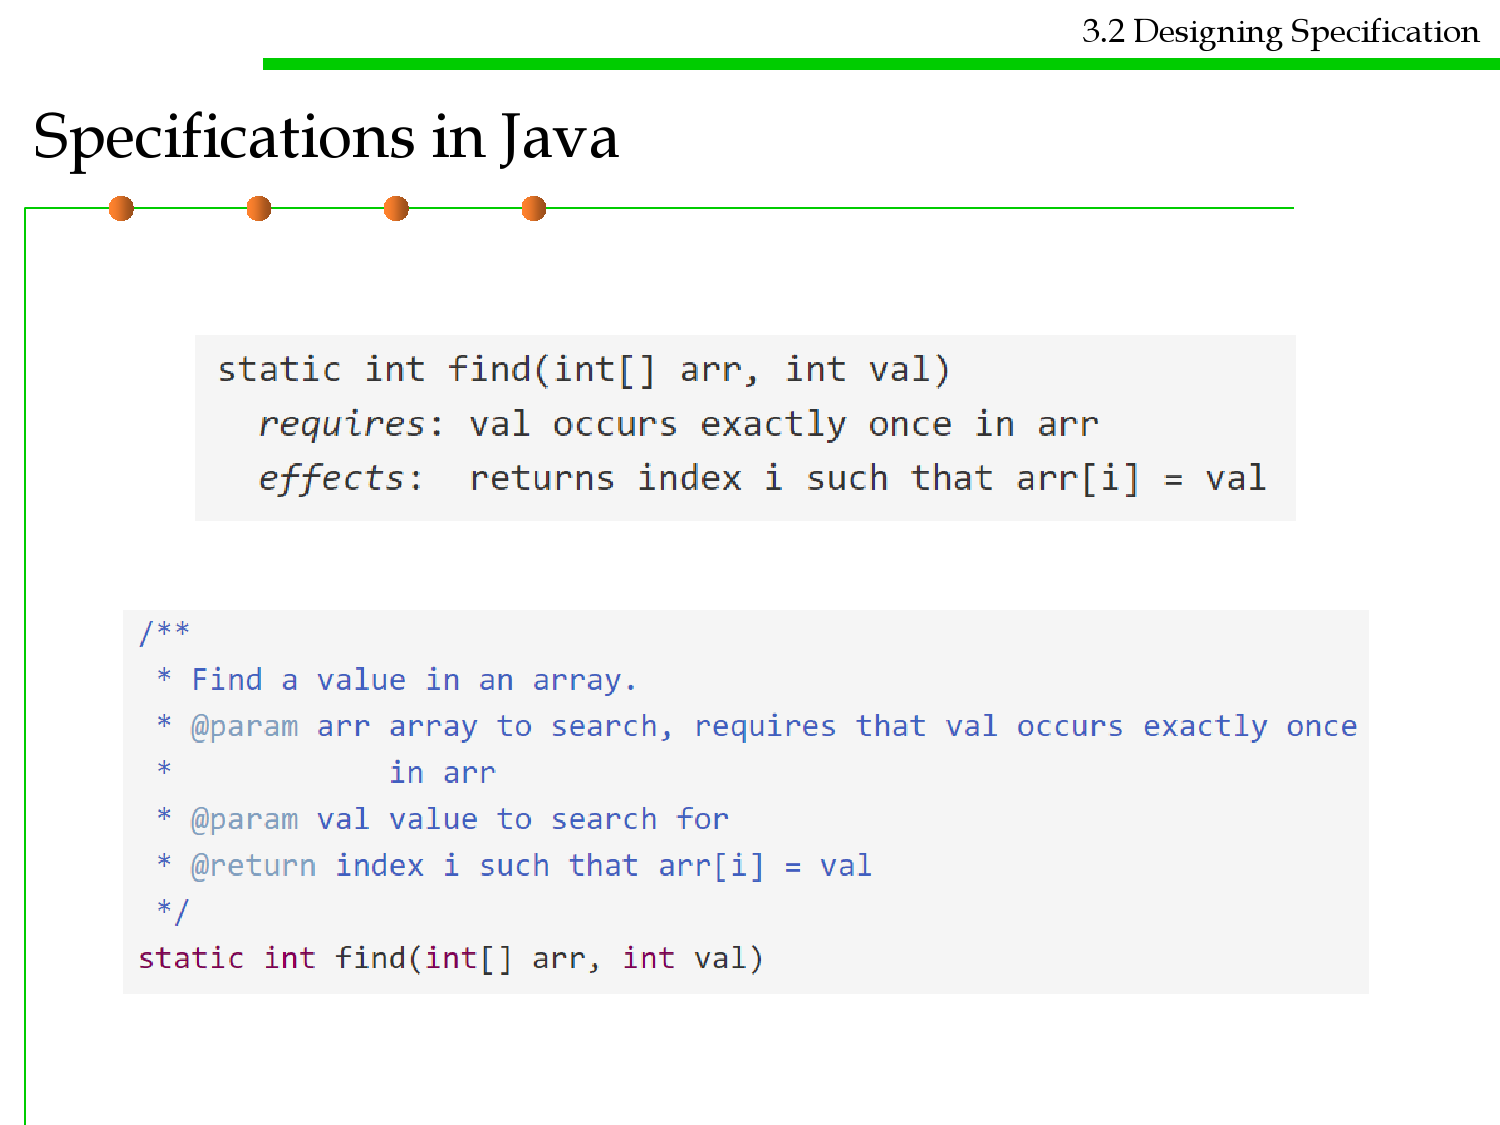 3.2 Designing Specification
Specifications in Java
static int find(int[] arr, int val)
requires: val occurs exactly once in arr
effects: returns index i such that arr[i] = val
/**
* Find a value in an array.
* @param arr array to search, requires that val occurs exactly once
* in arr
* @param val value to search for
* @return index i such that arr[i] = val
*/
static int find(int[] arr, int val)